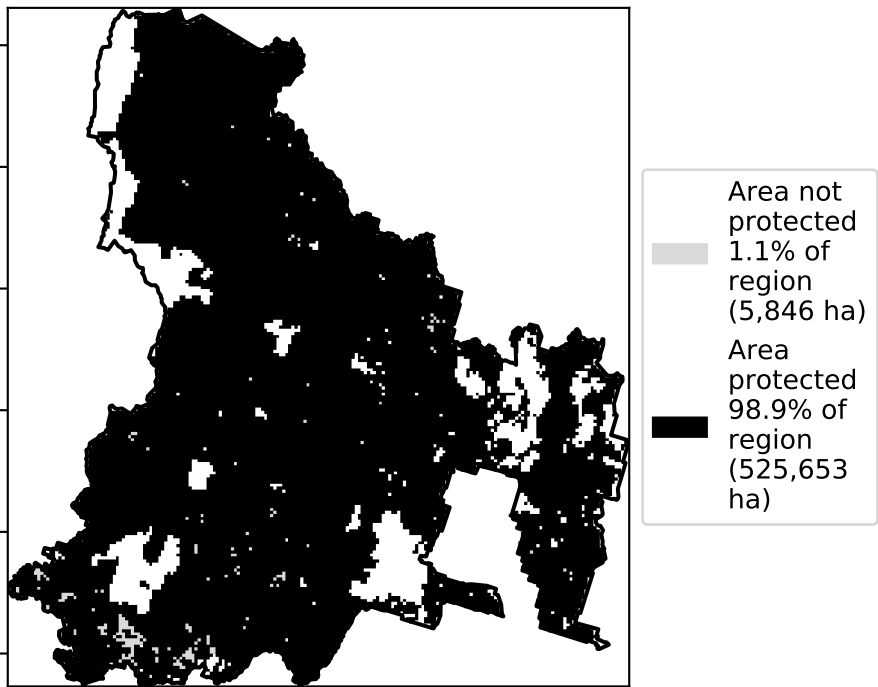 Area not
protected
1.1% of
region
(5,846 ha)
Area
protected
98.9% of
region
(525,653
ha)